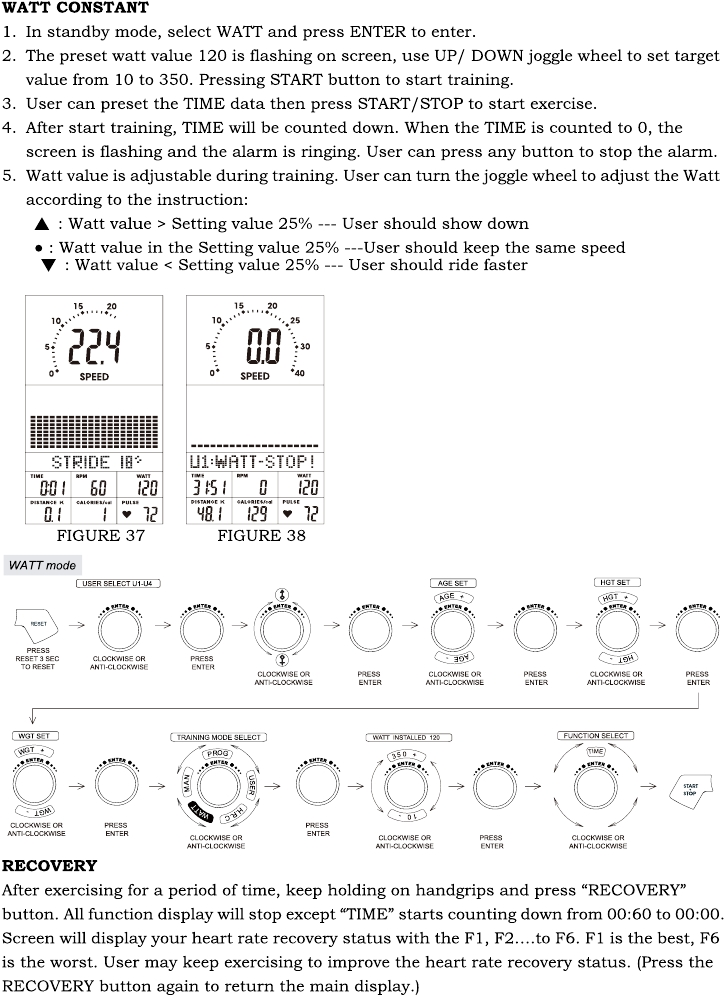 WATT CONSTANT
1. In standby mode, select WATT and press ENTER to enter.
2. The preset watt value 120 is flashing on screen, use UP/ DOWN joggle wheel to set target
value from 10 to 350. Pressing START button to start training.
3. User can preset the TIME data then press START/STOP to start exercise.
4. After start training, TIME will be counted down. When the TIME is counted to 0, the
screen is flashing and the alarm is ringing. User can press any button to stop the alarm.
5. Watt value is adjustable during training. User can turn the joggle wheel to adjust the Watt
according to the instruction:
▲ : Watt value > Setting value 25% --- User should show down
● : Watt value in the Setting value 25% ---User should keep the same speed
▼ : Watt value < Setting value 25% --- User should ride faster
0 5 10 15 20
22.4
SPEED
STRIDE 18"
TIME RPM WATT
0:01 60 120
DISTANCE K CALORIES/cal PULSE
0.1 1 72
FIGURE 37
0 5 10 15 20 25 30 40
0.0
SPEED
U1:WATT-STOP!
TIME RPM WATT
31:51 0 120
DISTANCE K CALORIES/cal PULSE
48.1 129 72
FIGURE 38
WATT mode
USER SELECT U1-U4 AGE SET HGT SET
AGE + HGT +
RESET ENTER ENTER ENTER ENTER ENTER ENTER ENTER ENTER
AGE - HGT -
PRESS
RESET 3 SEC
TO RESET
CLOCKWISE OR
ANTI-CLOCKWISE
PRESS
ENTER
CLOCKWISE OR
ANTI-CLOCKWISE
PRESS
ENTER
CLOCKWISE OR
ANTI-CLOCKWISE
PRESS
ENTER
CLOCKWISE OR
ANTI-CLOCKWISE
PRESS
ENTER
WGT SET TRAINING MODE SELECT WATT INSTALLED 120 FUNCTION SELECT
WGT + PROG 350 + TIME
ENTER ENTER ENTER ENTER ENTER ENTER ENTER
MAN USER
WGT - WATT H.R.C 10 -
START
STOP
CLOCKWISE OR
ANTI-CLOCKWISE
PRESS
ENTER
CLOCKWISE OR
ANTI-CLOCKWISE
PRESS
ENTER
CLOCKWISE OR
ANTI-CLOCKWISE
PRESS
ENTER
CLOCKWISE OR
ANTI-CLOCKWISE
RECOVERY
After exercising for a period of time, keep holding on handgrips and press “RECOVERY”
button. All function display will stop except “TIME” starts counting down from 00:60 to 00:00.
Screen will display your heart rate recovery status with the F1, F2....to F6. F1 is the best, F6
is the worst. User may keep exercising to improve the heart rate recovery status. (Press the
RECOVERY button again to return the main display.)